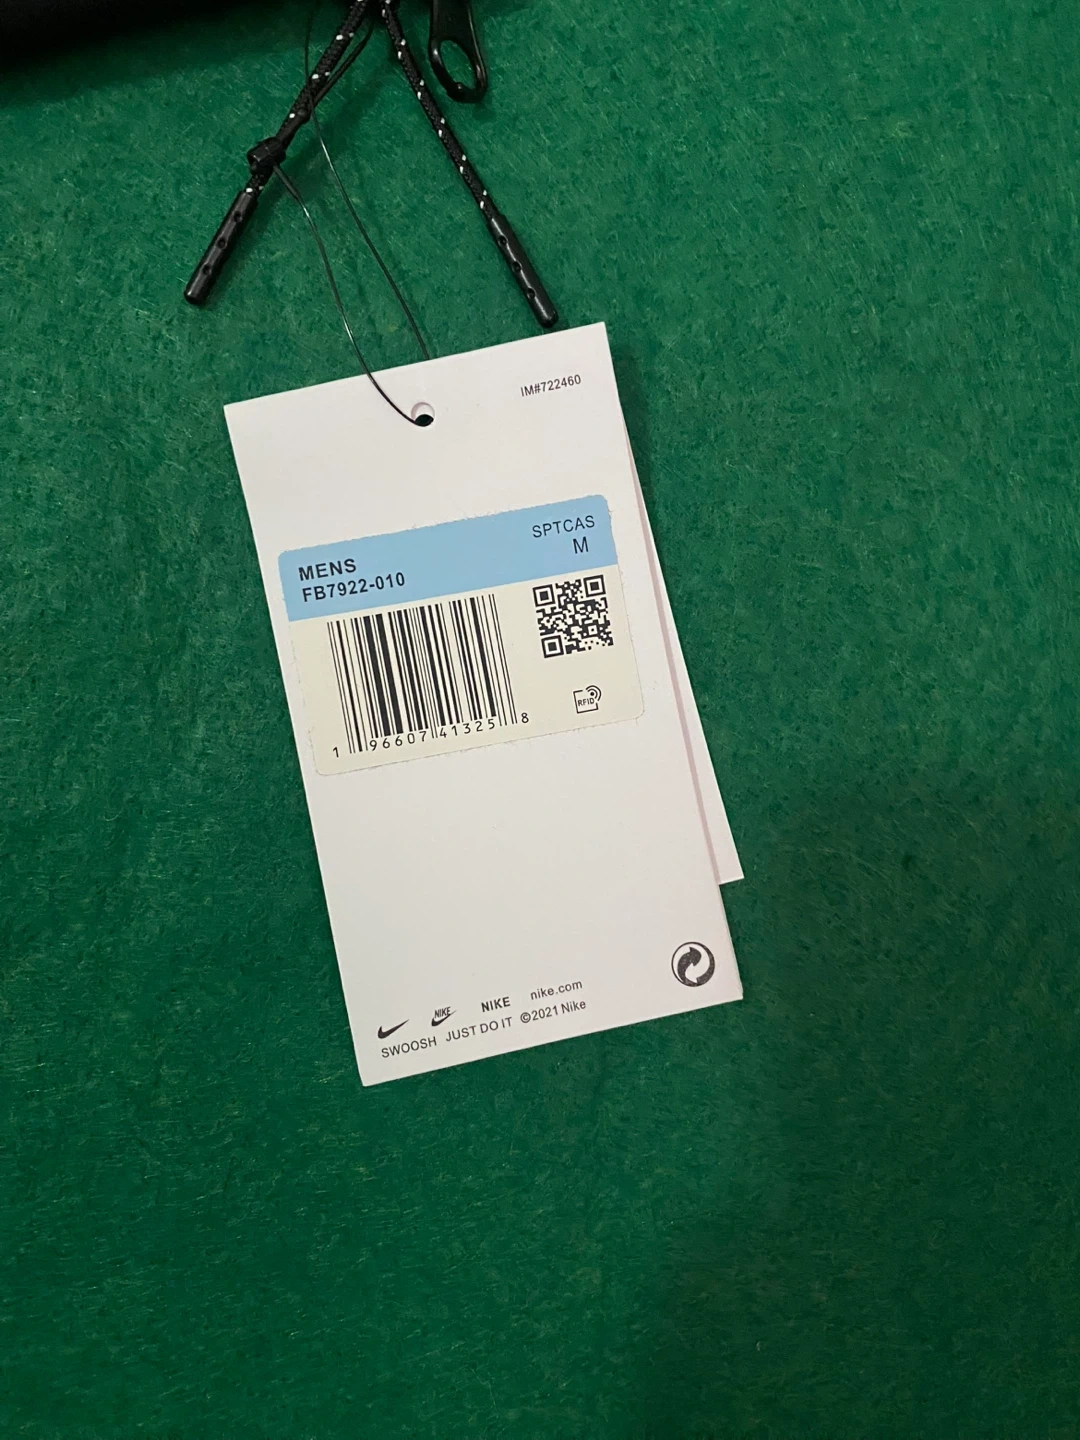 IM#722460
SPTCAS
MENS M
FB7922-010
RFID
1 96607 41325 8
NIKE NIKE nike.com
SWOOSH JUST DO IT ©2021 Nike